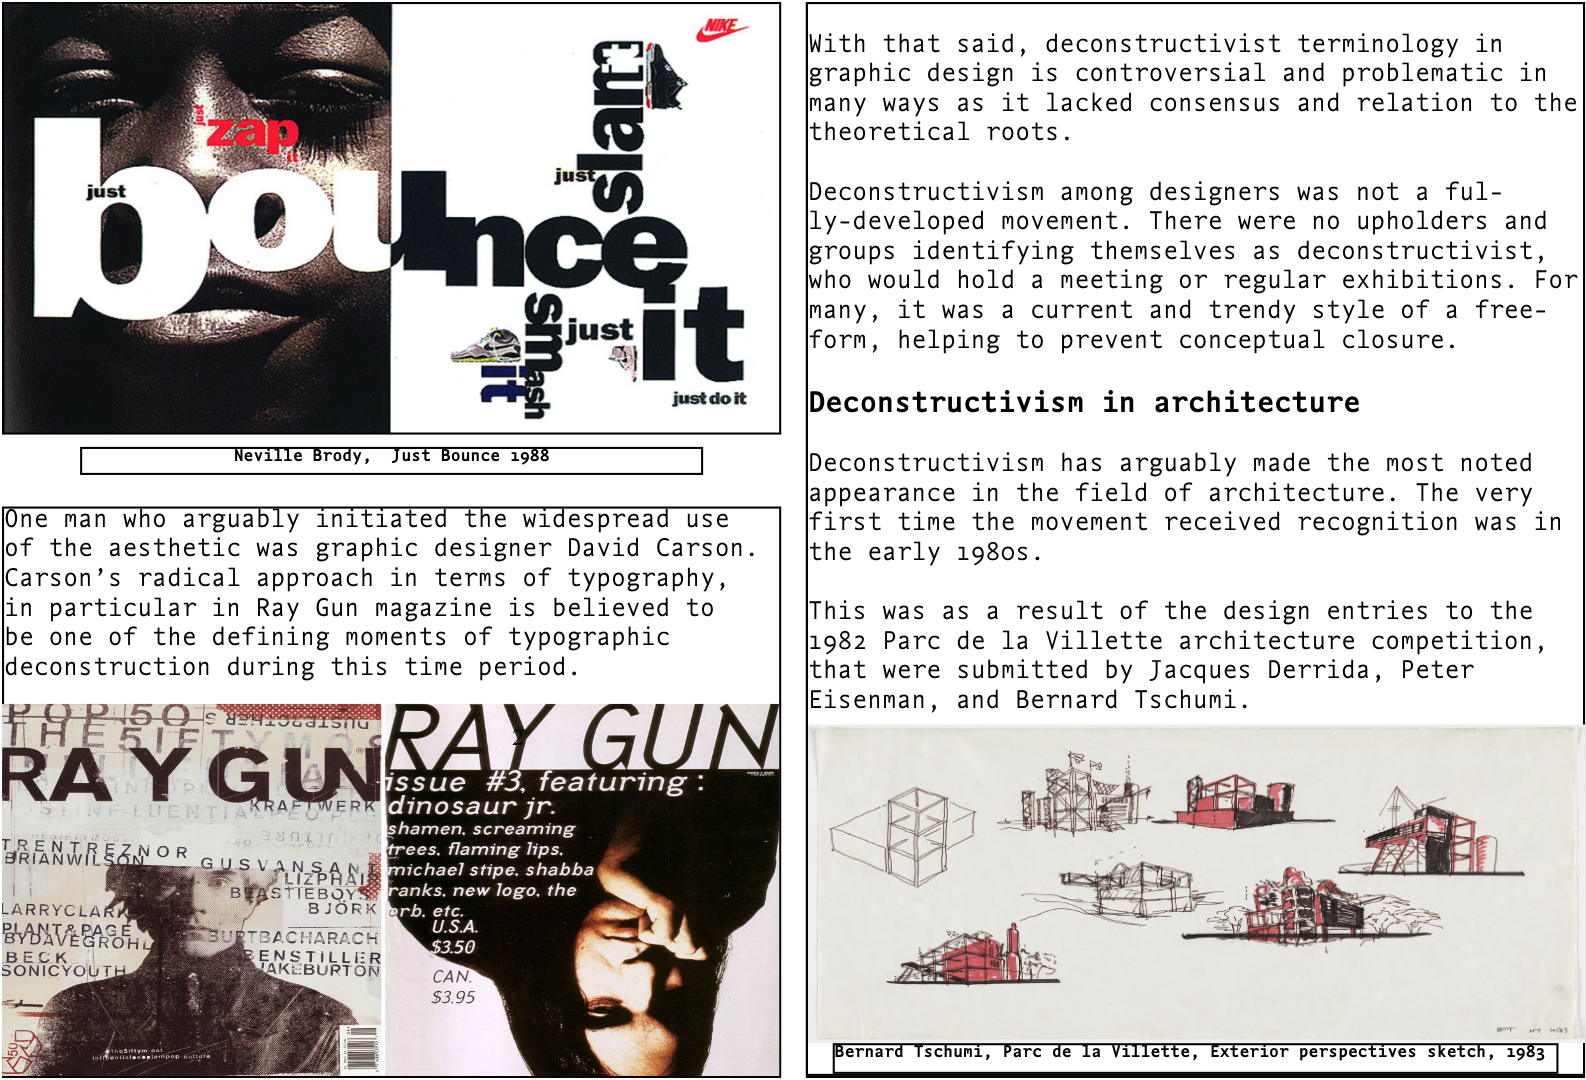 NIKE
just
zap
it
just
bounce
it
just
slam
it
just
smash
it
just do it
Neville Brody, Just Bounce 1988
One man who arguably initiated the widespread use
of the aesthetic was graphic designer David Carson.
Carson’s radical approach in terms of typography,
in particular in Ray Gun magazine is believed to
be one of the defining moments of typographic
deconstruction during this time period.
POP50
THE5IFTYMOS
RAYGUN
KRAFTWERK
TRENTREZNOR
BRIANWILSON
GUSVANSANT
LIZPHAIR
BEASTIEBOYS
BJÖRK
LARRYCLARK
PLANT&PAGE
BYDAVEGROHL
BURTBACHARACH
BECK
BENSTILLER
SONICYOUTH
JAKEBURTON
RAY GUN
2
issue #3, featuring :
dinosaur jr.
shamen, screaming
trees, flaming lips,
michael stipe, shabba
ranks, new logo, the
orb, etc.
U.S.A.
$3.50
CAN.
$3.95
With that said, deconstructivist terminology in
graphic design is controversial and problematic in
many ways as it lacked consensus and relation to the
theoretical roots.
Deconstructivism among designers was not a ful-
ly-developed movement. There were no upholders and
groups identifying themselves as deconstructivist,
who would hold a meeting or regular exhibitions. For
many, it was a current and trendy style of a free-
form, helping to prevent conceptual closure.
Deconstructivism in architecture
Deconstructivism has arguably made the most noted
appearance in the field of architecture. The very
first time the movement received recognition was in
the early 1980s.
This was as a result of the design entries to the
1982 Parc de la Villette architecture competition,
that were submitted by Jacques Derrida, Peter
Eisenman, and Bernard Tschumi.
Bernard Tschumi, Parc de la Villette, Exterior perspectives sketch, 1983